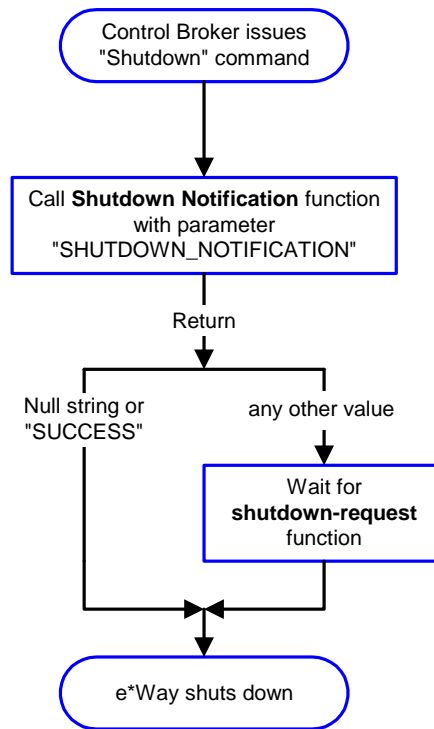 Control Broker issues
"Shutdown" command
Call Shutdown Notification function
with parameter
"SHUTDOWN_NOTIFICATION"
Return
Null string or
"SUCCESS"
any other value
Wait for
shutdown-request
function
e*Way shuts down